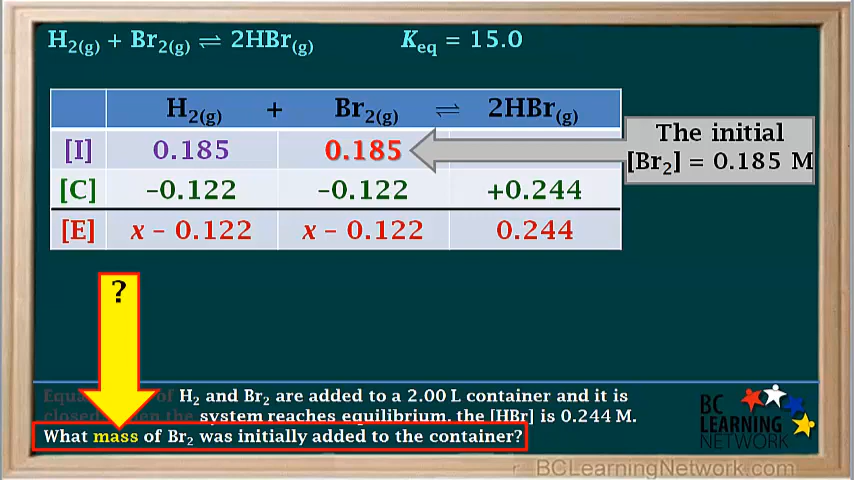 H2(g) + Br2(g) ⇌ 2HBr(g) Keq = 15.0
H2(g) + Br2(g) ⇌ 2HBr(g)
[I] 0.185 0.185
[C] –0.122 –0.122 +0.244
[E] x – 0.122 x – 0.122 0.244
The initial
[Br2] = 0.185 M
?
of H2 and Br2 are added to a 2.00 L container and it is
closed. When the system reaches equilibrium, the [HBr] is 0.244 M.
What mass of Br2 was initially added to the container?
BC
LEARNING
NETWORK
BCLearningNetwork.com